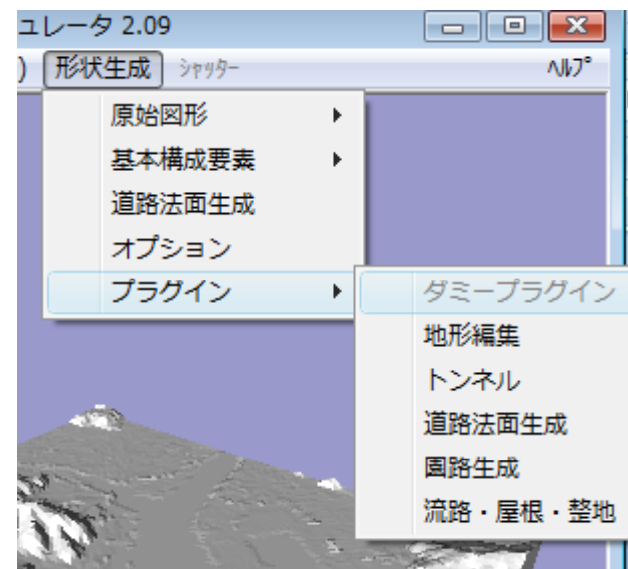 ュレータ 2.09
) 形状生成 シャッター ヘルプ
原始図形
基本構成要素
道路法面生成
オプション
プラグイン
ダミープラグイン
地形編集
トンネル
道路法面生成
園路生成
流路・屋根・整地